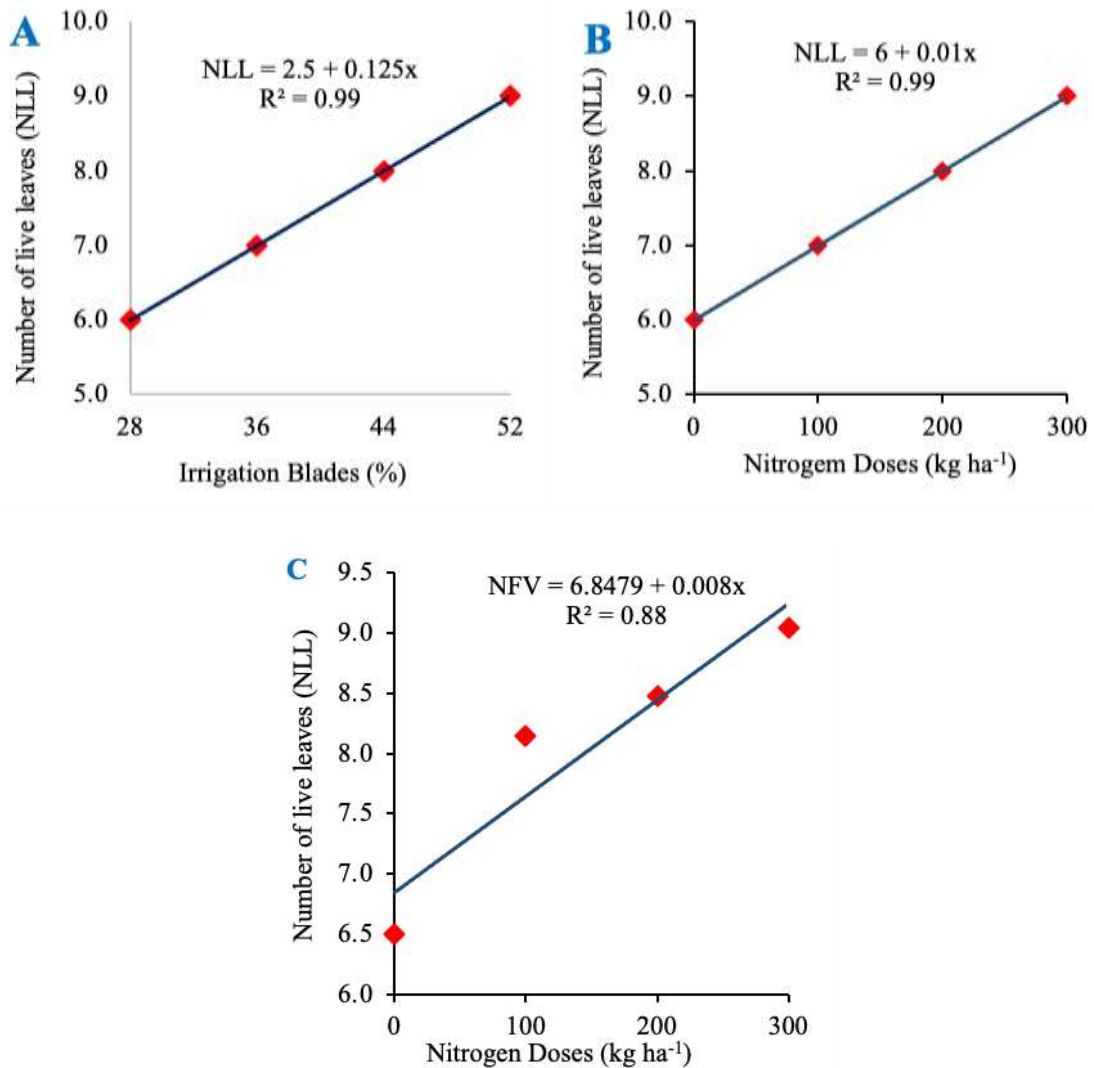 A
NLL = 2.5 + 0.125x
R² = 0.99
Number of live leaves (NLL)
10.0
9.0
8.0
7.0
6.0
5.0
28 36 44 52
Irrigation Blades (%)
B
NLL = 6 + 0.01x
R² = 0.99
Number of live leaves (NLL)
10.0
9.0
8.0
7.0
6.0
5.0
0 100 200 300
Nitrogem Doses (kg ha⁻¹)
C
NFV = 6.8479 + 0.008x
R² = 0.88
Number of live leaves (NLL)
9.5
9.0
8.5
8.0
7.5
7.0
6.5
6.0
0 100 200 300
Nitrogen Doses (kg ha⁻¹)